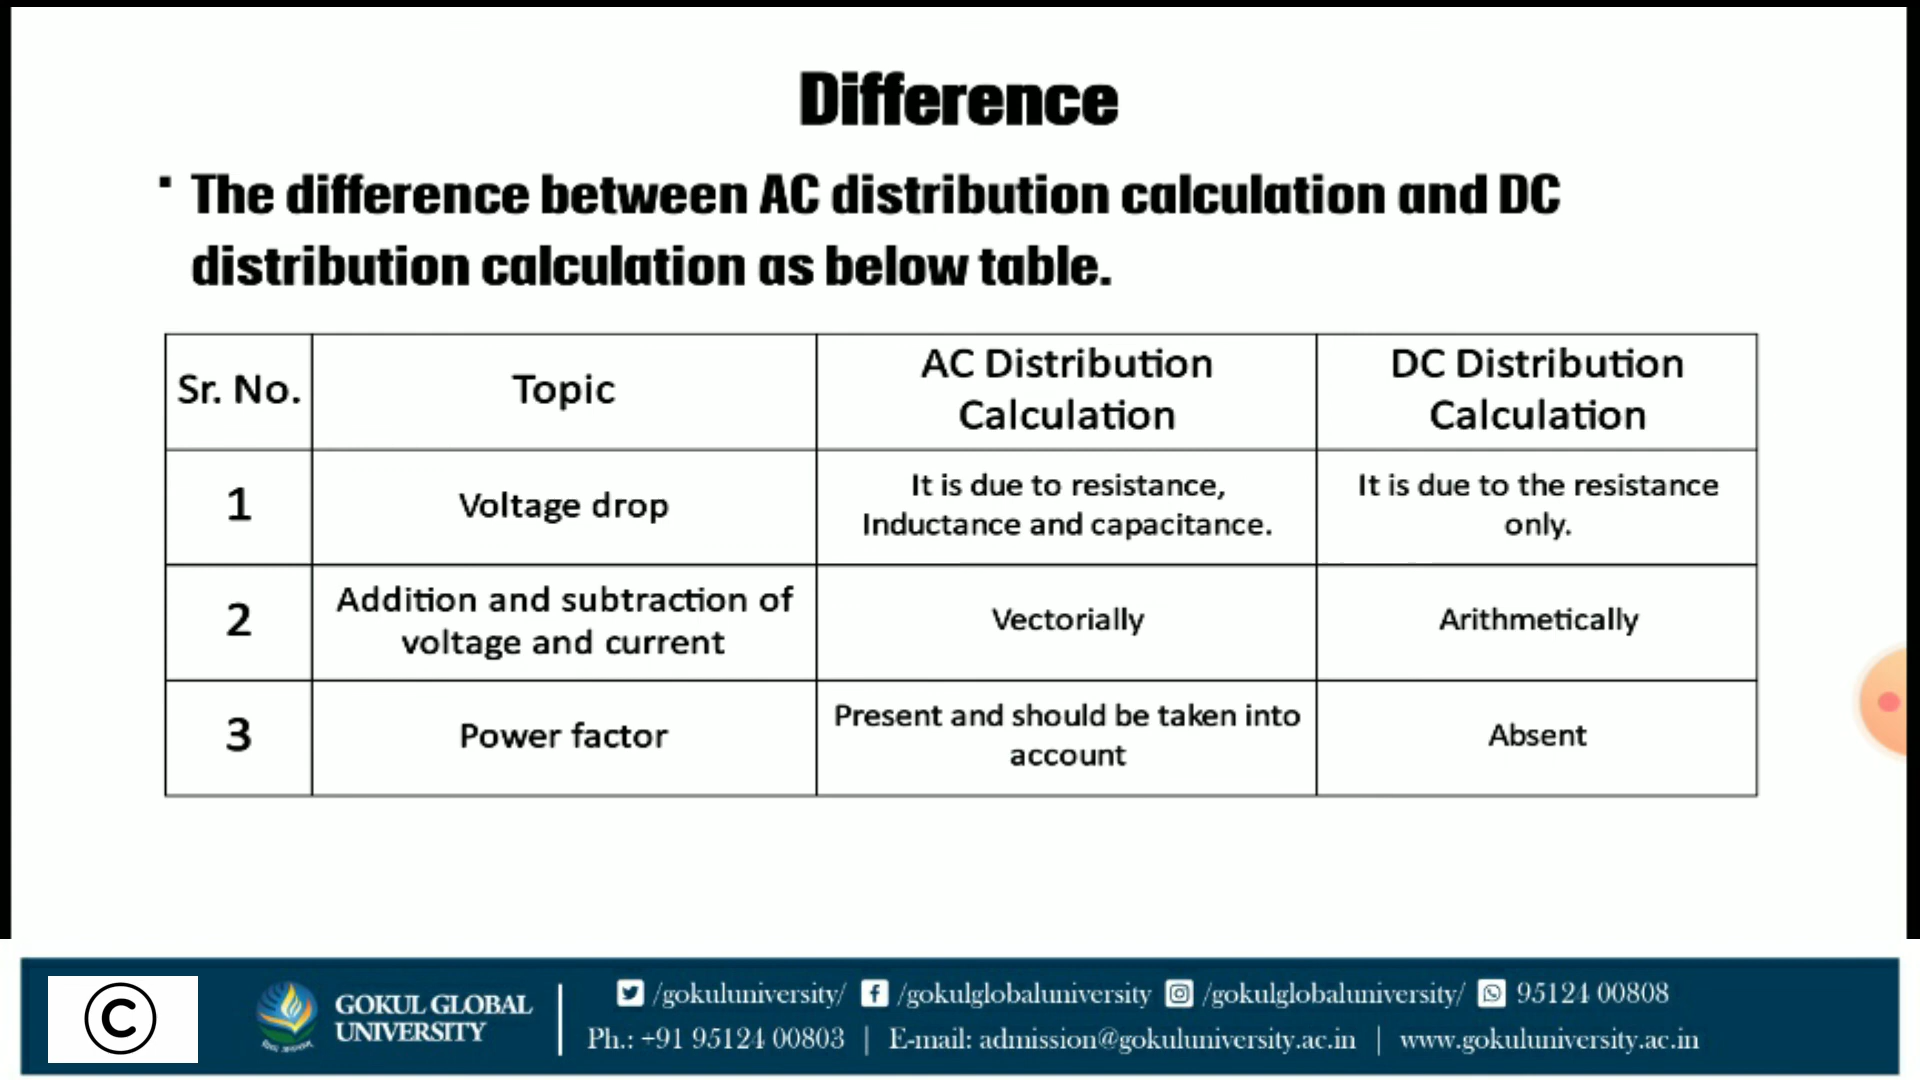 Difference
▪ The difference between AC distribution calculation and DC
distribution calculation as below table.
Sr. No.
Topic
AC Distribution
Calculation
DC Distribution
Calculation
1
Voltage drop
It is due to resistance,
Inductance and capacitance.
It is due to the resistance
only.
2
Addition and subtraction of
voltage and current
Vectorially
Arithmetically
3
Power factor
Present and should be taken into
account
Absent
©
GOKUL GLOBAL
UNIVERSITY
/gokuluniversity/ /gokulglobaluniversity /gokulglobaluniversity/ 95124 00808
Ph.: +91 95124 00803 | E-mail: admission@gokuluniversity.ac.in | www.gokuluniversity.ac.in